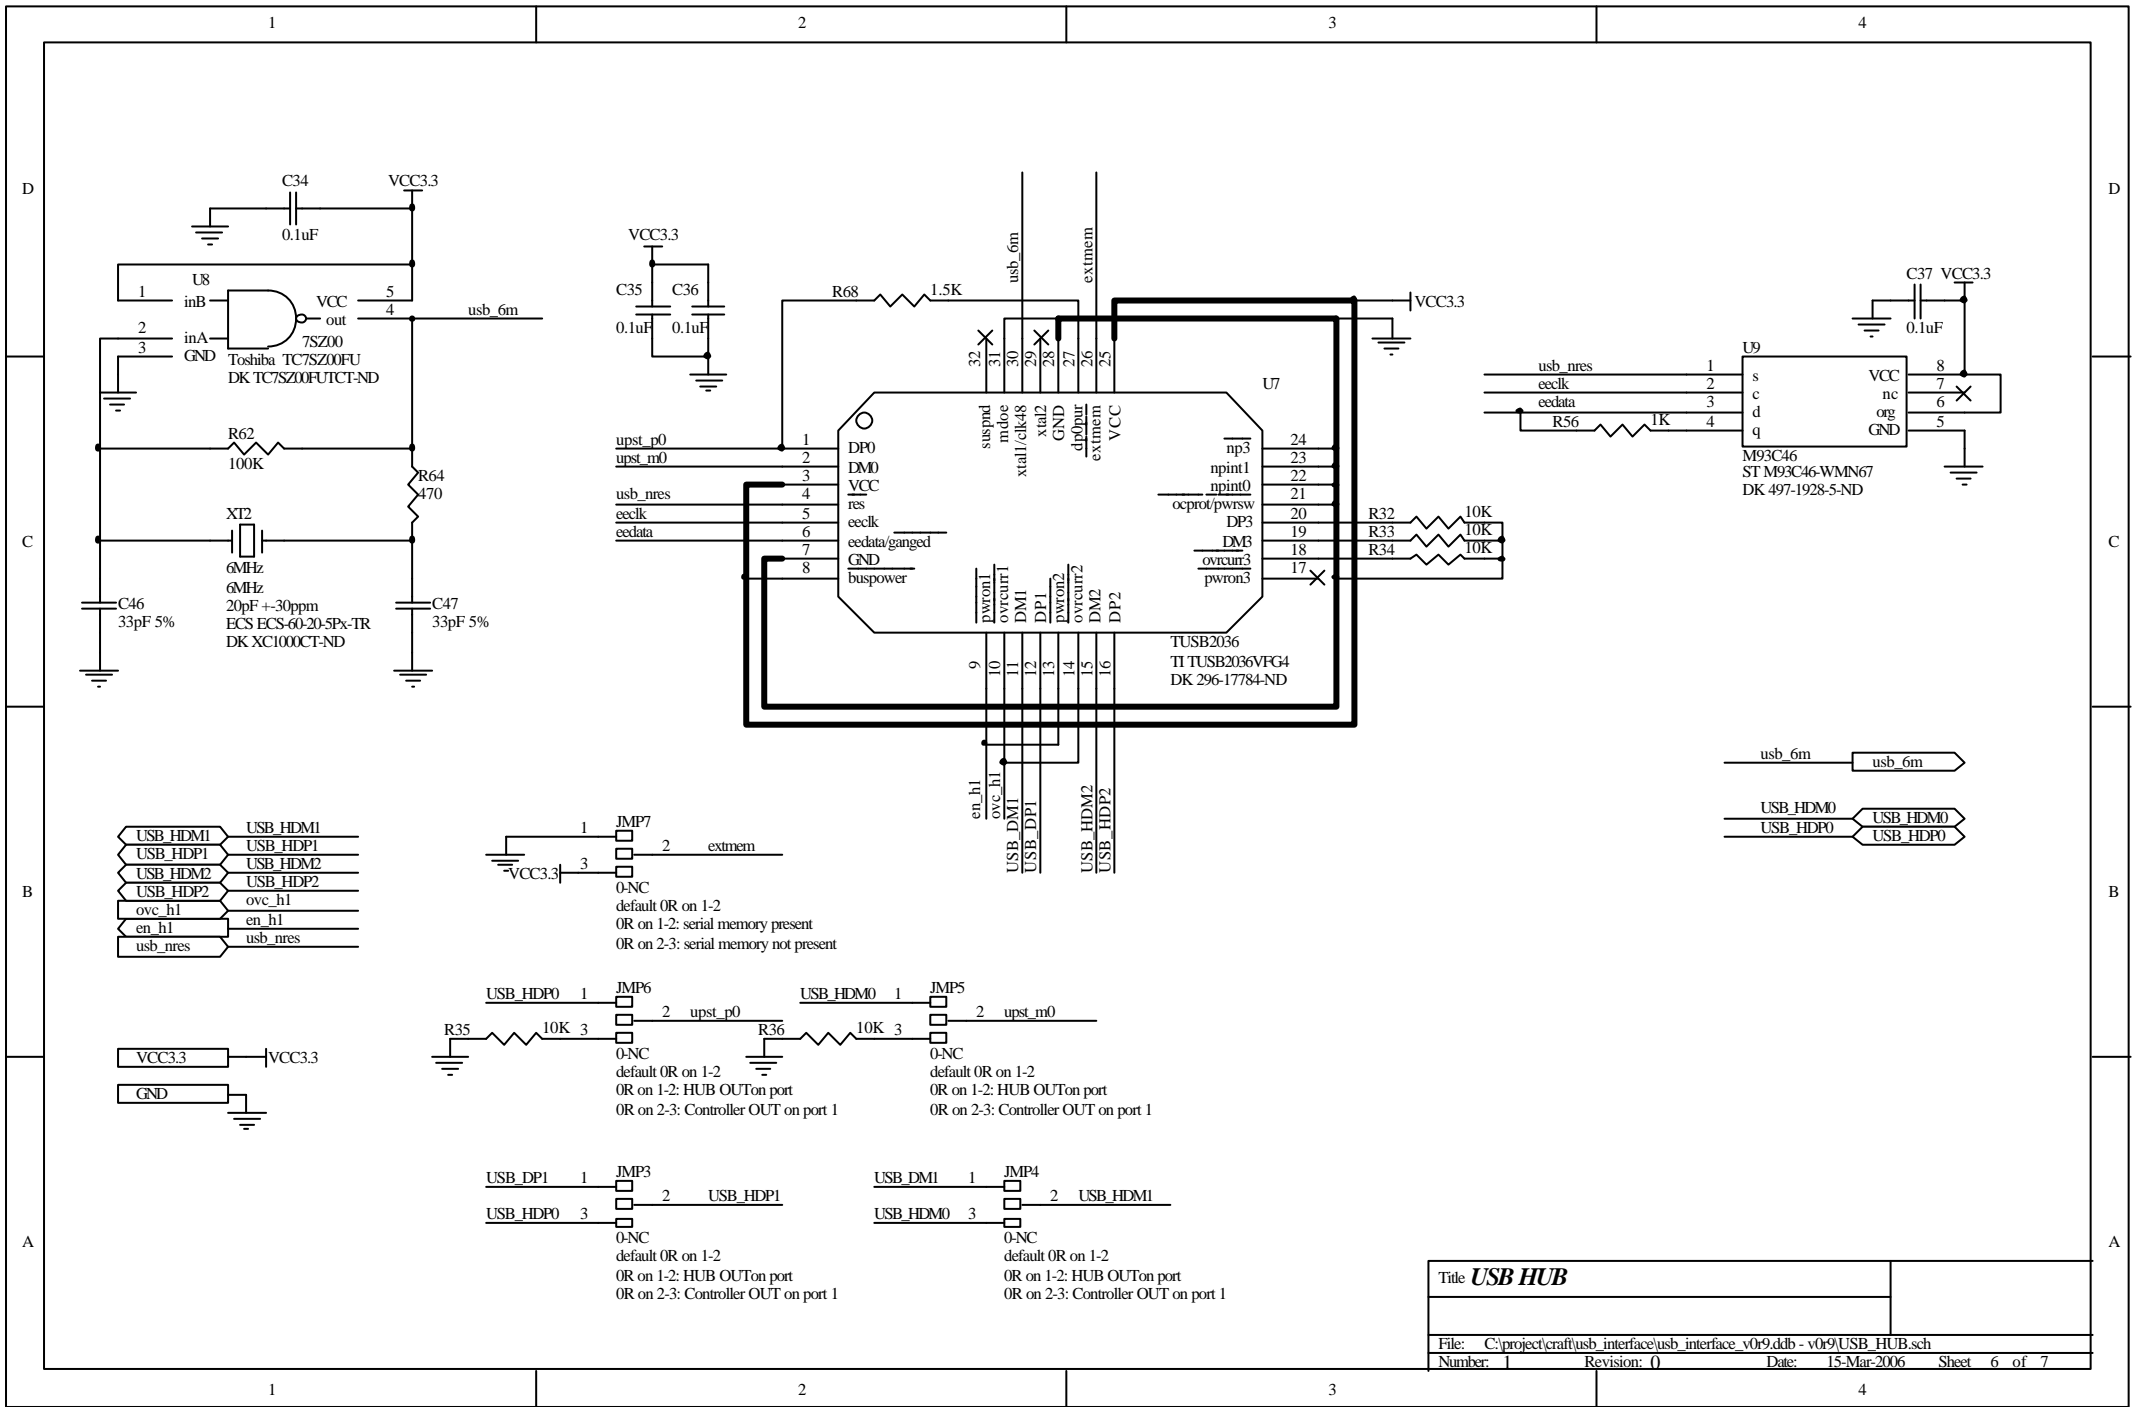 1 2 3 4
D D
C34
VCC3.3
0.1uF
U8
1 inB
VCC 5
out 4
usb_6m
2 inA
3 GND
7SZ00
Toshiba TC7SZ00FU
DK TC7SZ00FUTCT-ND
R62
100K
R64
470
XT2
6MHz
6MHz
20pF +-30ppm
ECS ECS-60-20-5Px-TR
DK XC1000CT-ND
C46
33pF 5%
C47
33pF 5%
VCC3.3
C35 C36
0.1uF 0.1uF
R68 1.5K
usb_6m
extmem
VCC3.3
32 31 30 29 28 27 26 25
suspnd
mdoe
xtal1/clk48
xtal2
GND
dp0pur
extmem
VCC
U7
upst_p0 1 DP0
upst_m0 2 DM0
3 VCC
usb_nres 4 res
eeclk 5 eeclk
eedata 6 eedata/ganged
7 GND
8 buspower
np3 24
npint1 23
npint0 22
ocprot/pwrsw 21
DP3 20 R32 10K
DM3 19 R33 10K
ovrcur3 18 R34 10K
pwron3 17
pwron1
ovrcurr1
DM1
DP1
pwron2
ovrcurr2
DM2
DP2
9 10 11 12 13 14 15 16
TUSB2036
TI TUSB2036VFG4
DK 296-17784-ND
en_h1
ovc_h1
USB_DM1
USB_DP1
USB_HDM2
USB_HDP2
C37 VCC3.3
0.1uF
U9
usb_nres 1 s
eeclk 2 c
eedata 3 d
R56 1K 4 q
VCC 8
nc 7
org 6
GND 5
M93C46
ST M93C46-WMN67
DK 497-1928-5-ND
C C
usb_6m usb_6m
USB_HDM0 USB_HDM0
USB_HDP0 USB_HDP0
USB_HDM1 USB_HDM1
USB_HDP1 USB_HDP1
USB_HDM2 USB_HDM2
USB_HDP2 USB_HDP2
ovc_h1 ovc_h1
en_h1 en_h1
usb_nres usb_nres
1 JMP7
2 extmem
VCC3.3 3
0-NC
default 0R on 1-2
0R on 1-2: serial memory present
0R on 2-3: serial memory not present
B B
USB_HDP0 1 JMP6
2 upst_p0
R35 10K 3
0-NC
default 0R on 1-2
0R on 1-2: HUB OUTon port
0R on 2-3: Controller OUT on port 1
USB_HDM0 1 JMP5
2 upst_m0
R36 10K 3
0-NC
default 0R on 1-2
0R on 1-2: HUB OUTon port
0R on 2-3: Controller OUT on port 1
VCC3.3 VCC3.3
GND
USB_DP1 1 JMP3
2 USB_HDP1
USB_HDP0 3
0-NC
default 0R on 1-2
0R on 1-2: HUB OUTon port
0R on 2-3: Controller OUT on port 1
USB_DM1 1 JMP4
2 USB_HDM1
USB_HDM0 3
0-NC
default 0R on 1-2
0R on 1-2: HUB OUTon port
0R on 2-3: Controller OUT on port 1
A A
Title USB HUB
File: C:\project\craft\usb_interface\usb_interface_v0r9.ddb - v0r9\USB_HUB.sch
Number: 1 Revision: 0 Date: 15-Mar-2006 Sheet 6 of 7
1 2 3 4